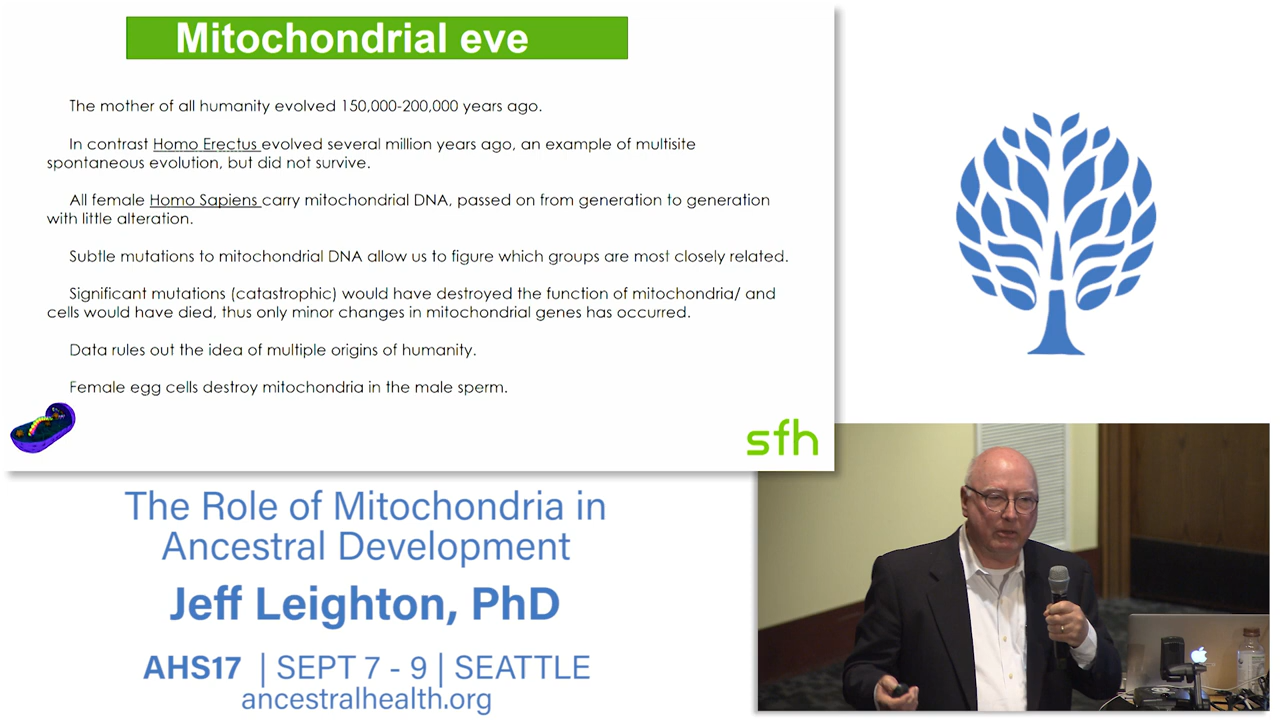 Mitochondrial eve
The mother of all humanity evolved 150,000-200,000 years ago.
In contrast Homo Erectus evolved several million years ago, an example of multisite
spontaneous evolution, but did not survive.
All female Homo Sapiens carry mitochondrial DNA, passed on from generation to generation
with little alteration.
Subtle mutations to mitochondrial DNA allow us to figure which groups are most closely related.
Significant mutations (catastrophic) would have destroyed the function of mitochondria/ and
cells would have died, thus only minor changes in mitochondrial genes has occurred.
Data rules out the idea of multiple origins of humanity.
Female egg cells destroy mitochondria in the male sperm.
sfh
The Role of Mitochondria in
Ancestral Development
Jeff Leighton, PhD
AHS17 | SEPT 7 - 9 | SEATTLE
ancestralhealth.org